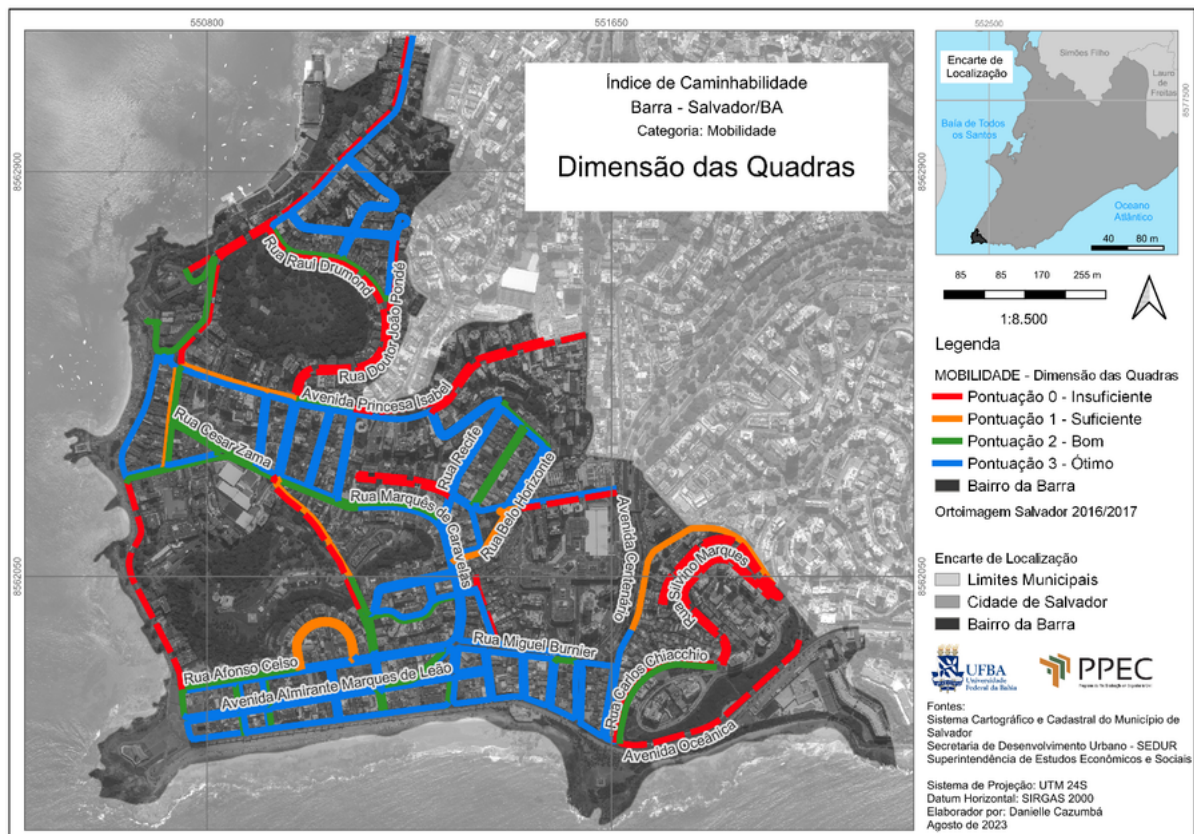 550800
551650
552500
8562900
8562050
8577500
8562900
8562050
Índice de Caminhabilidade
Barra - Salvador/BA
Categoria: Mobilidade
Dimensão das Quadras
Rua Raul Drumond
Rua Doutor João Pondé
Avenida Princesa Isabel
Rua Cesar Zama
Rua Recife
Rua Belo Horizonte
Rua Marquês de Caravelas
Avenida Centenário
Rua Silvino Marques
Rua Miguel Burnier
Rua Afonso Celso
Avenida Almirante Marques de Leão
Rua Carlos Chiacchio
Avenida Oceânica
Encarte de
Localização
Simões Filho
Lauro
de
Freitas
Baía de Todos
os Santos
Oceano
Atlântico
40 80 m
85 85 170 255 m
1:8.500
Legenda
MOBILIDADE - Dimensão das Quadras
Pontuação 0 - Insuficiente
Pontuação 1 - Suficiente
Pontuação 2 - Bom
Pontuação 3 - Ótimo
Bairro da Barra
Ortoimagem Salvador 2016/2017
Encarte de Localização
Limites Municipais
Cidade de Salvador
Bairro da Barra
UFBA
Universidade
Federal da Bahia
PPEC
Fontes:
Sistema Cartográfico e Cadastral do Município de
Salvador
Secretaria de Desenvolvimento Urbano - SEDUR
Superintendência de Estudos Econômicos e Sociais
Sistema de Projeção: UTM 24S
Datum Horizontal: SIRGAS 2000
Elaborador por: Danielle Cazumbá
Agosto de 2023